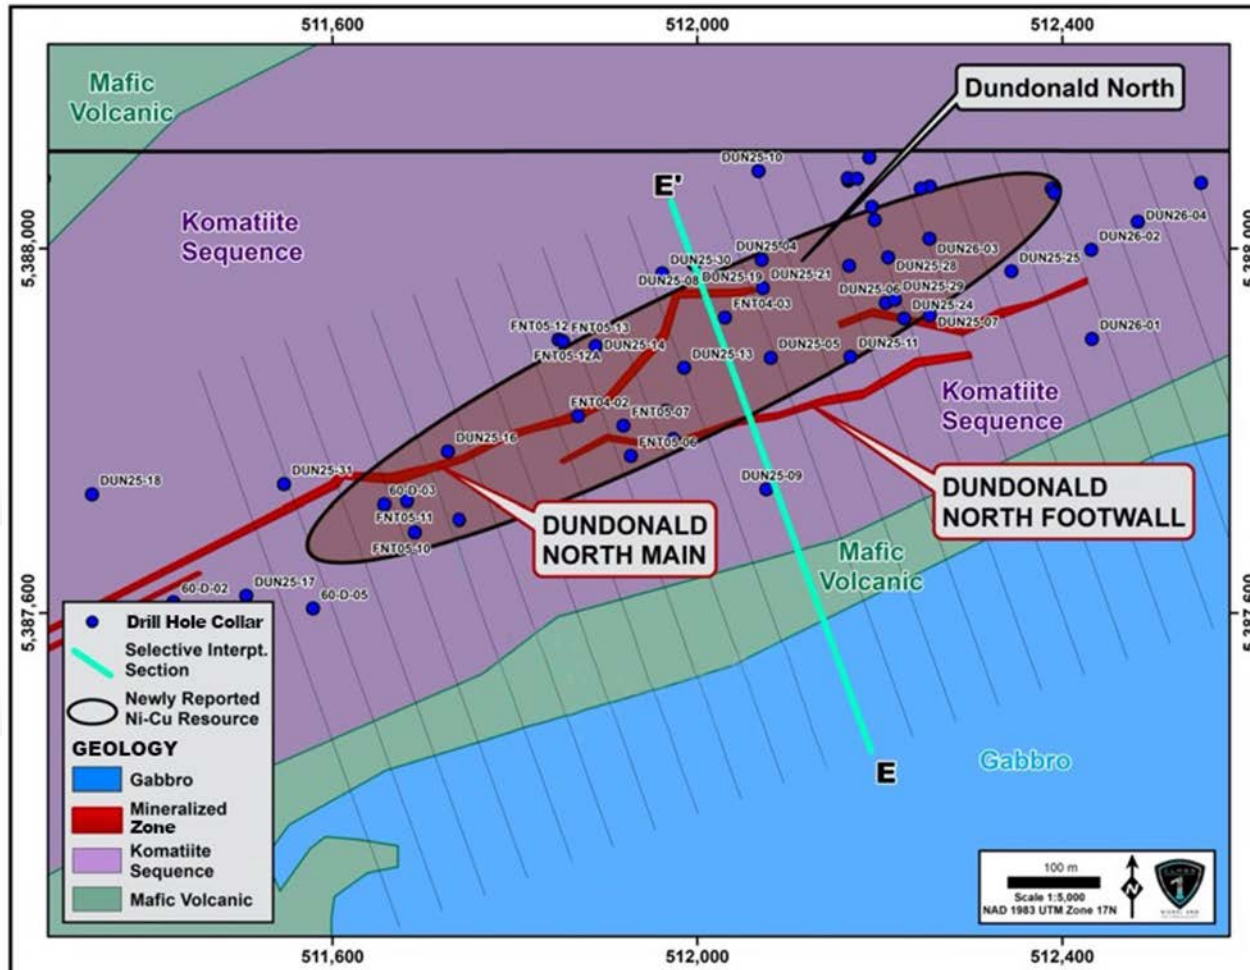 511,600
512,000
512,400
Mafic
Volcanic
Dundonald North
DUN25-10
E'
Komatiite
Sequence
5,388,000
5,388,000
DUN26-04
DUN26-02
DUN25-04
DUN26-03
DUN25-30
DUN25-28
DUN25-25
DUN25-08
DUN25-19
DUN25-21
DUN25-06
DUN25-29
FNT04-03
DUN25-24
DUN25-07
FNT05-12
FNT05-13
DUN26-01
DUN25-14
FNT05-12A
DUN25-13
DUN25-05
DUN25-11
Komatiite
Sequence
FNT04-02
FNT05-07
DUN25-16
FNT05-06
DUN25-31
DUN25-18
DUN25-09
60-D-03
FNT05-11
FNT05-10
DUNDONALD
NORTH MAIN
DUNDONALD
NORTH FOOTWALL
Mafic
Volcanic
60-D-02
DUN25-17
60-D-05
5,387,600
5,387,600
Drill Hole Collar
Selective Interpt.
Section
Newly Reported
Ni-Cu Resource
GEOLOGY
Gabbro
Mineralized
Zone
Komatiite
Sequence
Mafic Volcanic
E
Gabbro
100 m
Scale 1:5,000
NAD 1983 UTM Zone 17N
N
1
511,600
512,000
512,400